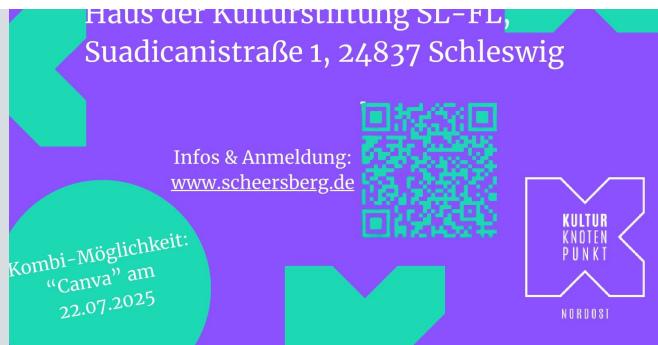 Haus der Kulturstiftung SL-FL,
Suadicanistraße 1, 24837 Schleswig
Infos & Anmeldung:
www.scheersberg.de
Kombi-Möglichkeit:
“Canva” am
22.07.2025
KULTUR
KNOTEN
PUNKT
NORDOST